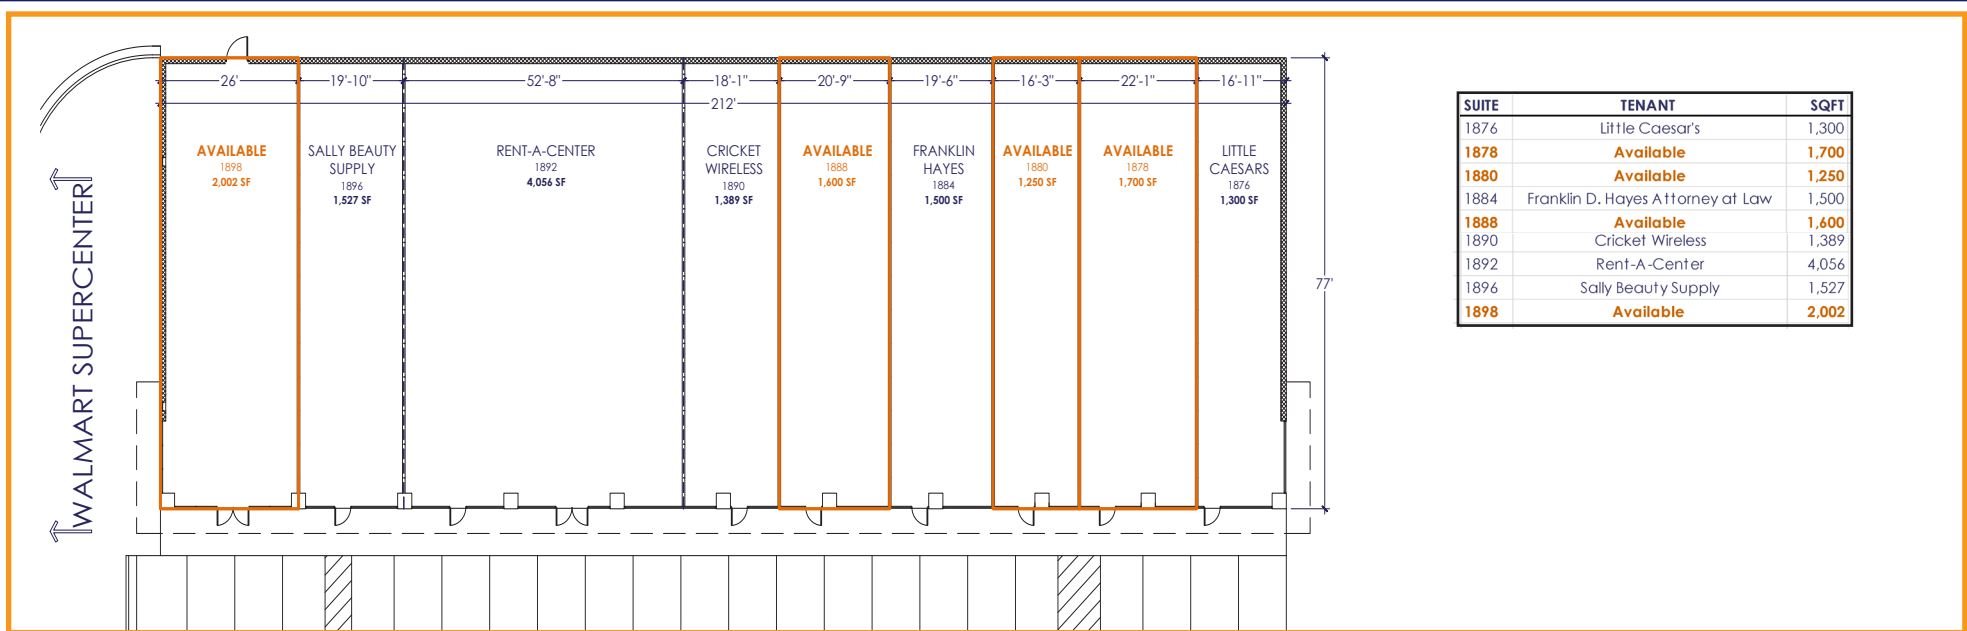 26'
19'-10"
52'-8"
18'-1"
20'-9"
19'-6"
16'-3"
22'-1"
16'-11"
212'
77'
WALMART SUPERCENTER
AVAILABLE
1898
2,002 SF
SALLY BEAUTY
SUPPLY
1896
1,527 SF
RENT-A-CENTER
1892
4,056 SF
CRICKET
WIRELESS
1890
1,389 SF
AVAILABLE
1888
1,600 SF
FRANKLIN
HAYES
1884
1,500 SF
AVAILABLE
1880
1,250 SF
AVAILABLE
1878
1,700 SF
LITTLE
CAESARS
1876
1,300 SF
SUITE TENANT SQFT
1876 Little Caesar's 1,300
1878 Available 1,700
1880 Available 1,250
1884 Franklin D. Hayes Attorney at Law 1,500
1888 Available 1,600
1890 Cricket Wireless 1,389
1892 Rent-A-Center 4,056
1896 Sally Beauty Supply 1,527
1898 Available 2,002